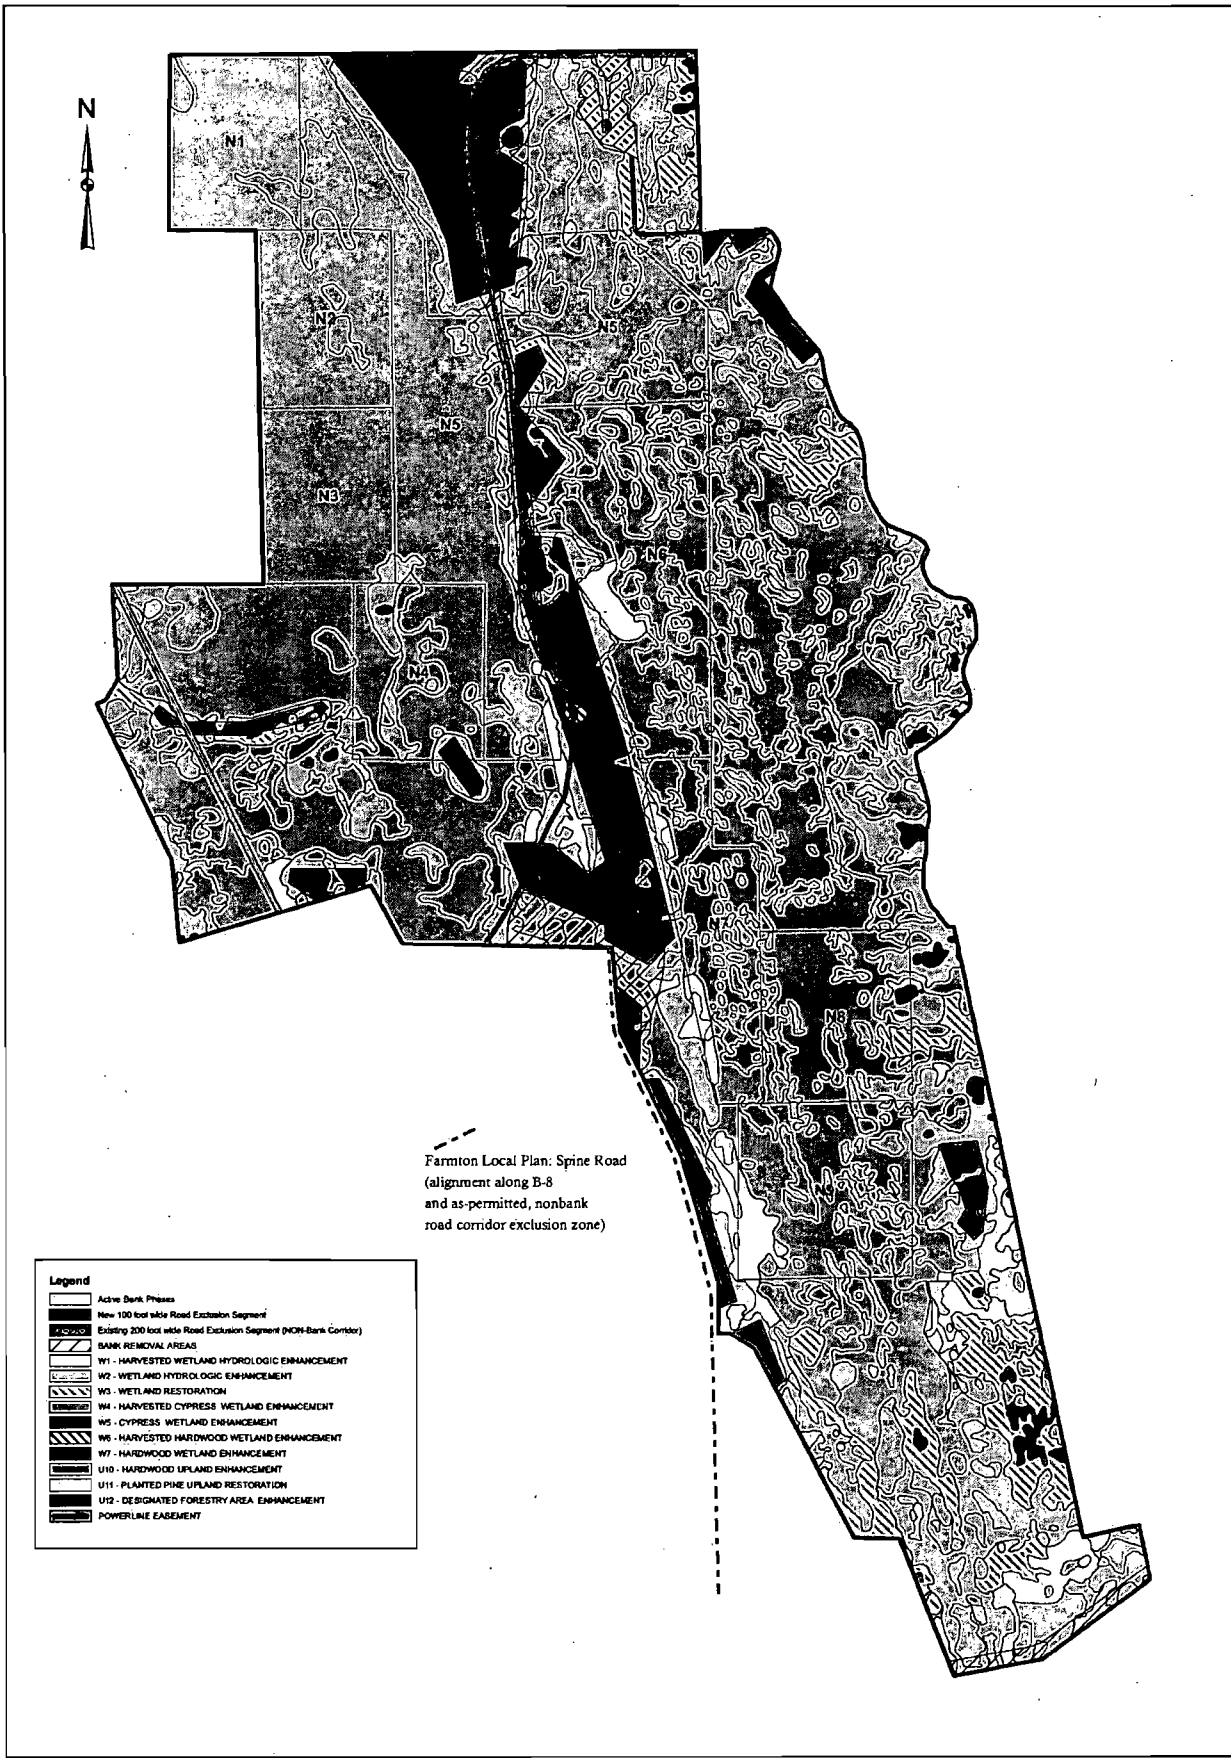 N
N1
N2
N5
N5
N3
N6
N4
N8
Farmton Local Plan: Spine Road
(alignment along B-8
and as-permitted, nonbank
road corridor exclusion zone)
Legend
Active Bank Phases
New 100 foot wide Road Exclusion Segment
Existing 200 foot wide Road Exclusion Segment (NON-Bank Corridor)
BANK REMOVAL AREAS
W1 - HARVESTED WETLAND HYDROLOGIC ENHANCEMENT
W2 - WETLAND HYDROLOGIC ENHANCEMENT
W3 - WETLAND RESTORATION
W4 - HARVESTED CYPRESS WETLAND ENHANCEMENT
W5 - CYPRESS WETLAND ENHANCEMENT
W6 - HARVESTED HARDWOOD WETLAND ENHANCEMENT
W7 - HARDWOOD WETLAND ENHANCEMENT
U10 - HARDWOOD UPLAND ENHANCEMENT
U11 - PLANTED PINE UPLAND RESTORATION
U12 - DESIGNATED FORESTRY AREA ENHANCEMENT
POWERLINE EASEMENT